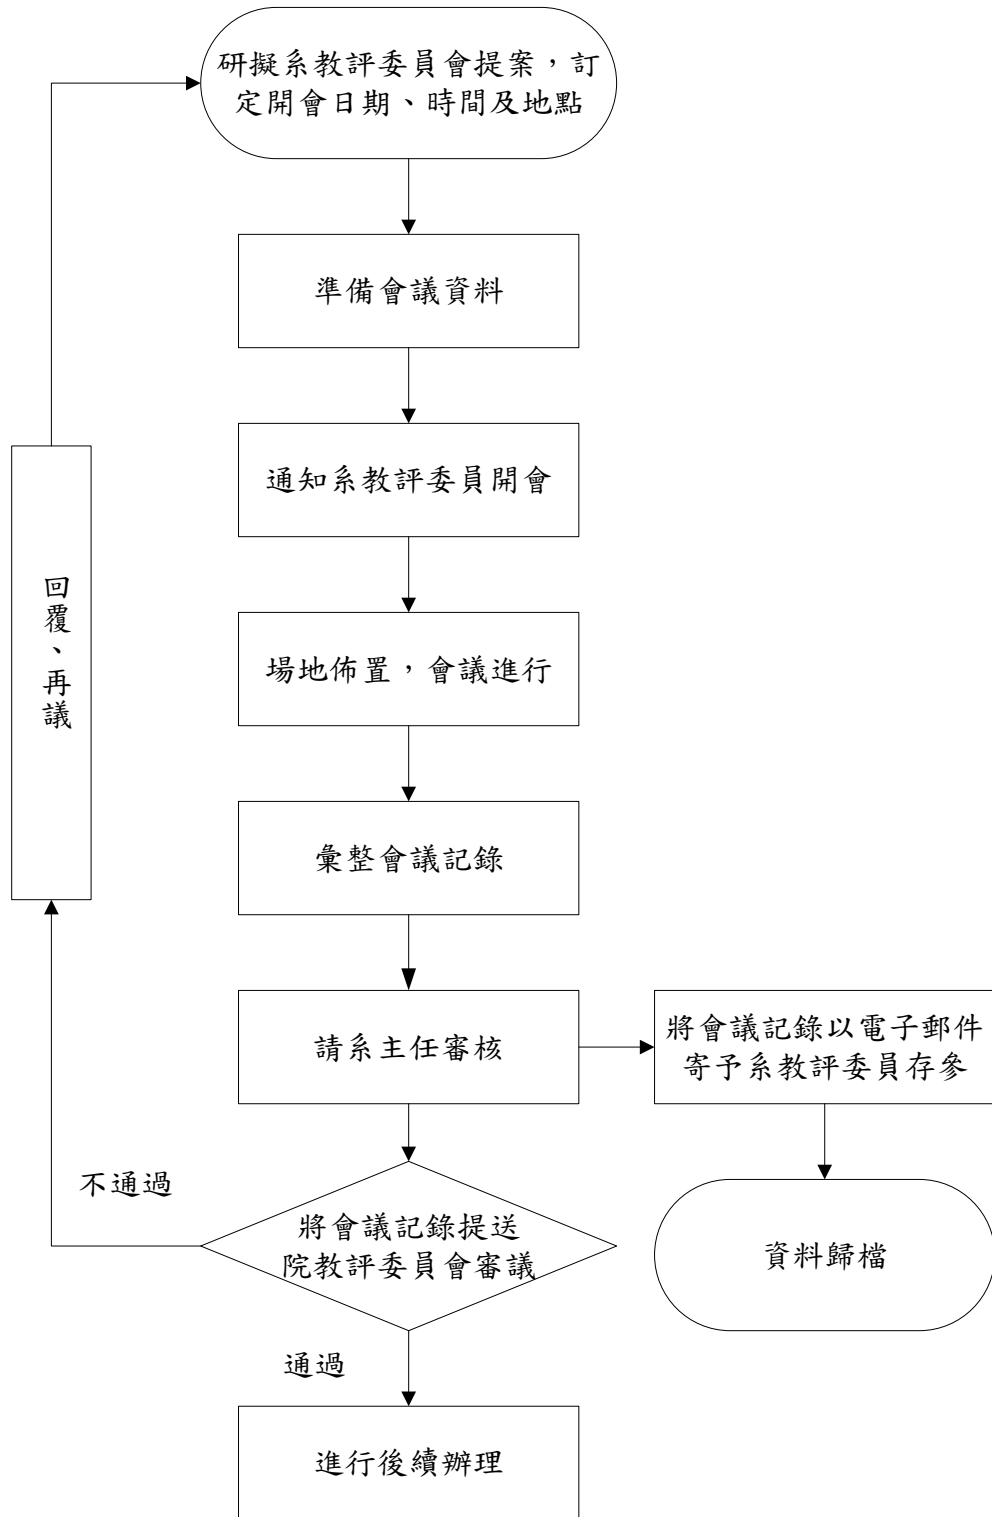 研擬系教評委員會提案，訂
定開會日期、時間及地點
準備會議資料
通知系教評委員開會
回覆、再議
場地佈置，會議進行
彙整會議記錄
請系主任審核
將會議記錄以電子郵件
寄予系教評委員存參
不通過
將會議記錄提送
院教評委員會審議
資料歸檔
通過
進行後續辦理